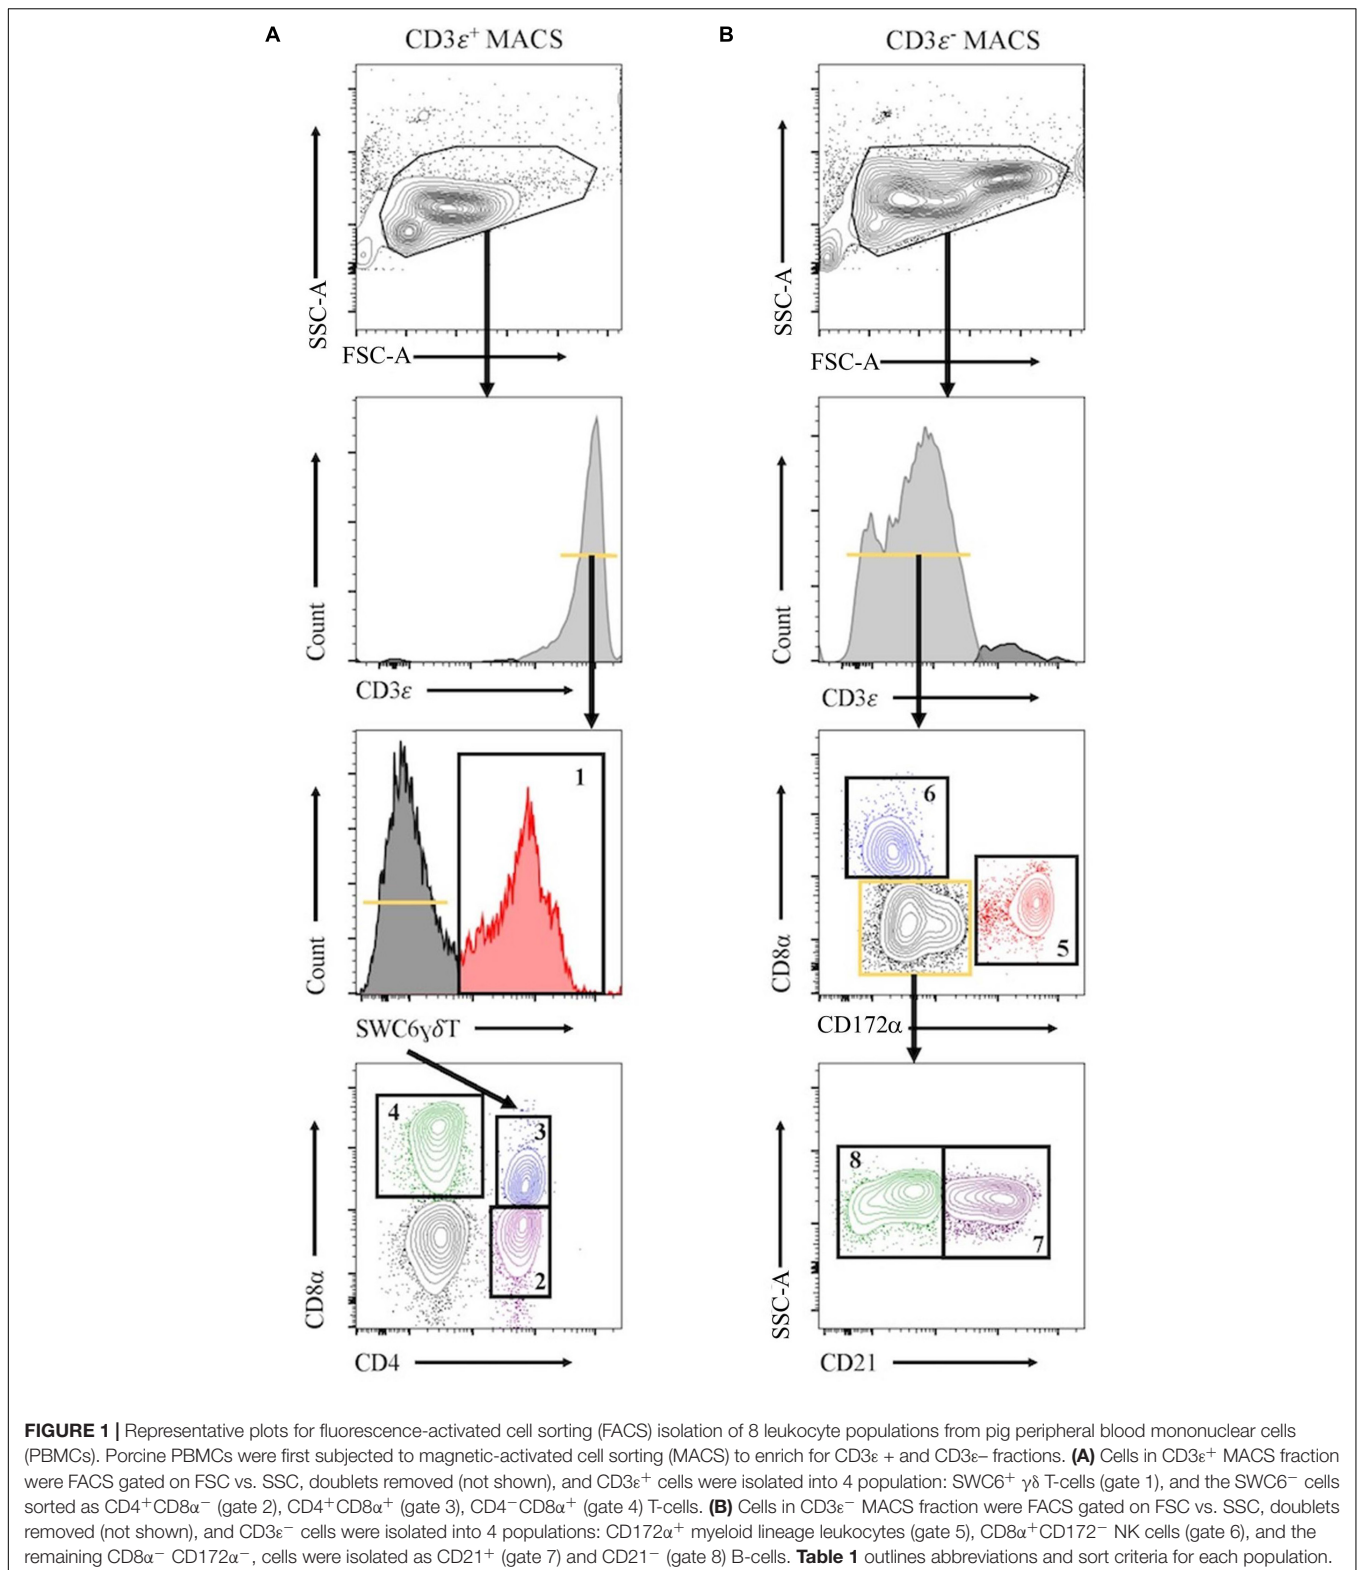 A
CD3ε+ MACS
SSC-A
FSC-A
Count
CD3ε
1
Count
SWC6γδT
4
3
2
CD8α
CD4
B
CD3ε- MACS
SSC-A
FSC-A
Count
CD3ε
6
5
CD8α
CD172α
8
7
SSC-A
CD21
FIGURE 1 | Representative plots for fluorescence-activated cell sorting (FACS) isolation of 8 leukocyte populations from pig peripheral blood mononuclear cells
(PBMCs). Porcine PBMCs were first subjected to magnetic-activated cell sorting (MACS) to enrich for CD3ε + and CD3ε– fractions. (A) Cells in CD3ε+ MACS fraction
were FACS gated on FSC vs. SSC, doublets removed (not shown), and CD3ε+ cells were isolated into 4 population: SWC6+ γδ T-cells (gate 1), and the SWC6− cells
sorted as CD4+CD8α− (gate 2), CD4+CD8α+ (gate 3), CD4−CD8α+ (gate 4) T-cells. (B) Cells in CD3ε− MACS fraction were FACS gated on FSC vs. SSC, doublets
removed (not shown), and CD3ε− cells were isolated into 4 populations: CD172α+ myeloid lineage leukocytes (gate 5), CD8α+CD172− NK cells (gate 6), and the
remaining CD8α− CD172α−, cells were isolated as CD21+ (gate 7) and CD21− (gate 8) B-cells. Table 1 outlines abbreviations and sort criteria for each population.